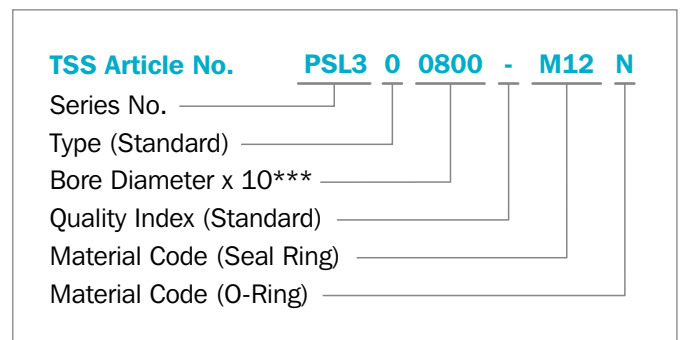 TSS Article No. PSL3 0 0800 - M12 N
Series No.
Type (Standard)
Bore Diameter x 10***
Quality Index (Standard)
Material Code (Seal Ring)
Material Code (O-Ring)